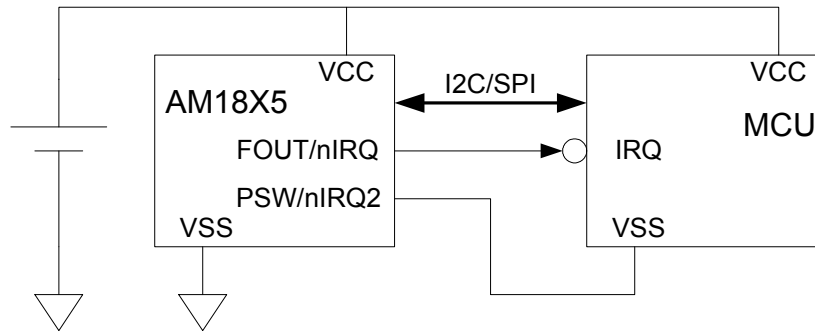 VCC
VCC
AM18X5
I2C/SPI
MCU
FOUT/nIRQ
IRQ
PSW/nIRQ2
VSS
VSS